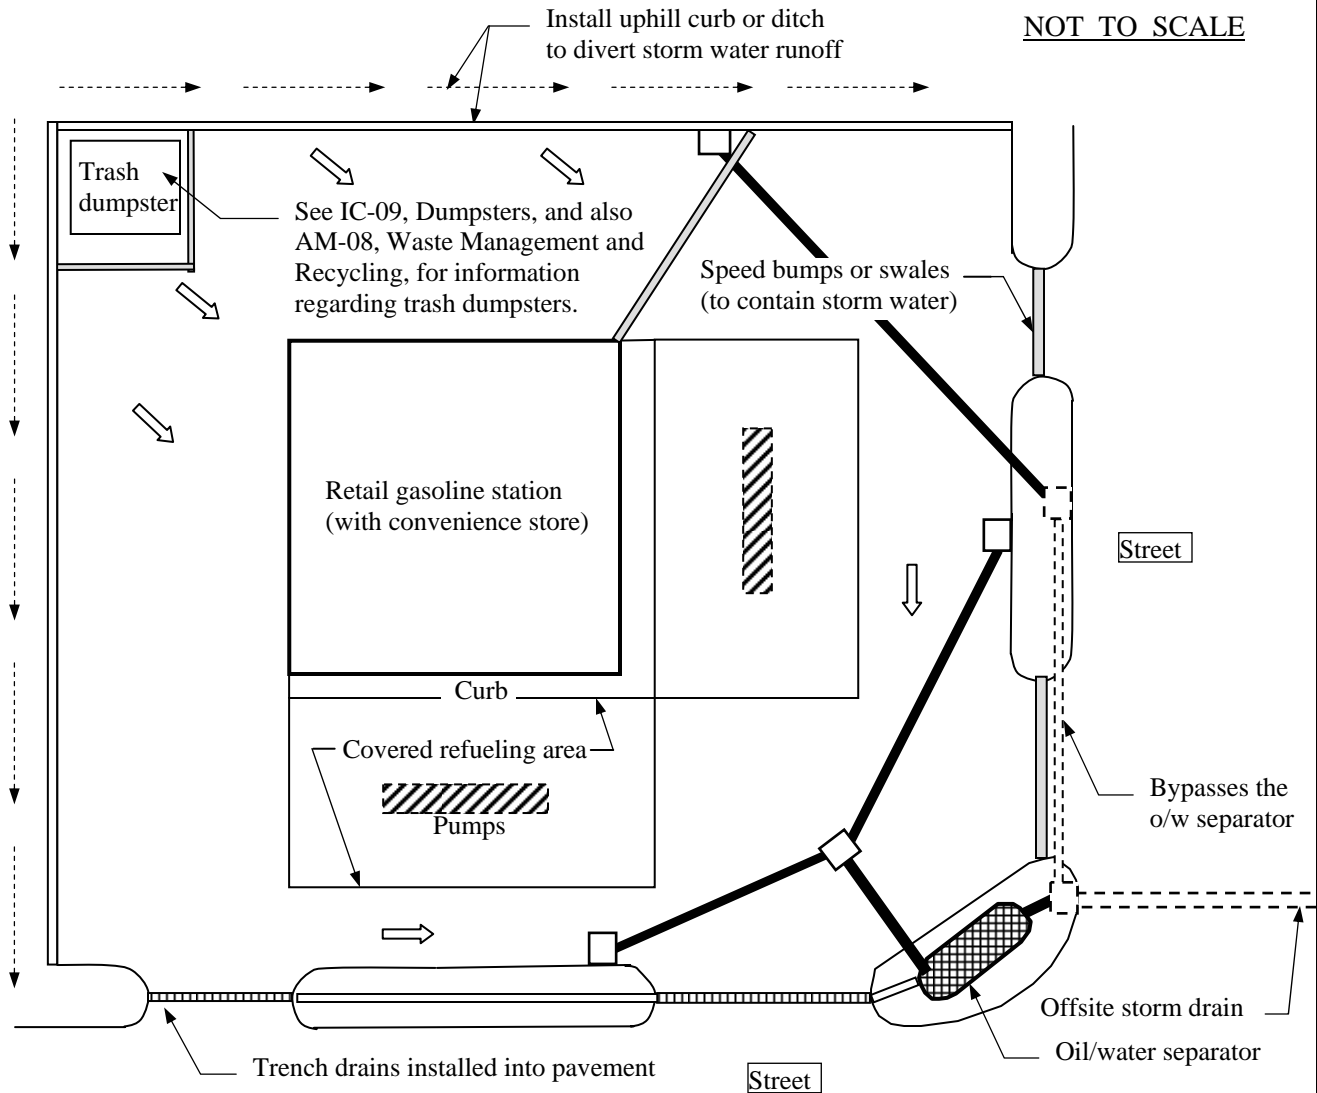 Install uphill curb or ditch
to divert storm water runoff
NOT TO SCALE
Trash
dumpster
See IC-09, Dumpsters, and also
AM-08, Waste Management and
Recycling, for information
regarding trash dumpsters.
Speed bumps or swales
(to contain storm water)
Retail gasoline station
(with convenience store)
Street
Curb
Covered refueling area
Pumps
Bypasses the
o/w separator
Offsite storm drain
Oil/water separator
Trench drains installed into pavement
Street